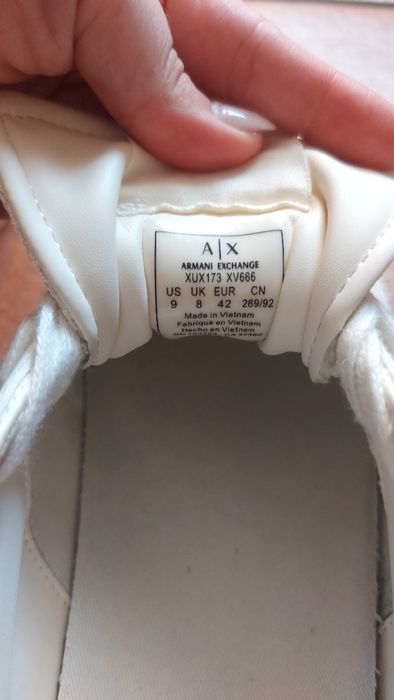 A|X
ARMANI EXCHANGE
XUX173 XV666
US UK EUR CN
9 8 42 269/92
Made in Vietnam
Fabriqué en Vietnam
Hecho en Vietnam